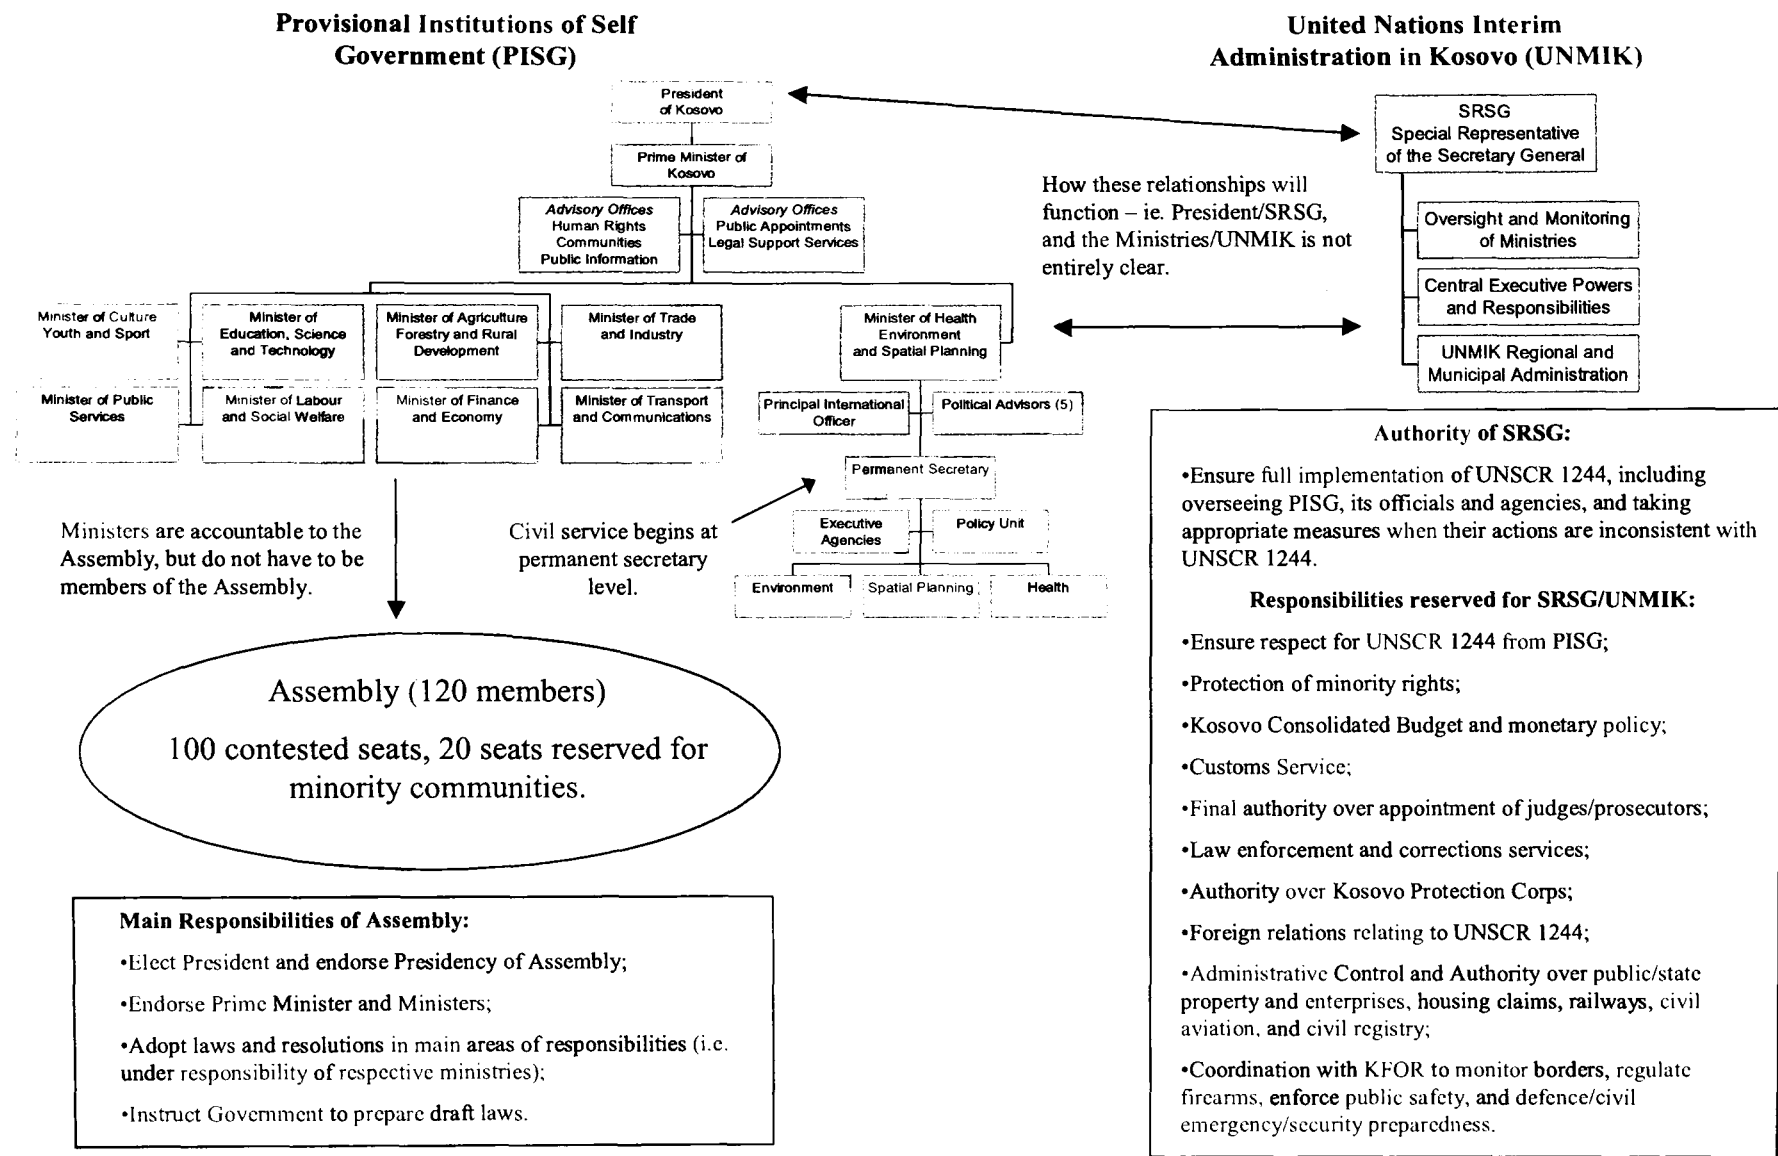 Provisional Institutions of Self
Government (PISG)
United Nations Interim
Administration in Kosovo (UNMIK)
President
of Kosovo
Prime Minister of
Kosovo
Advisory Offices
Human Rights
Communities
Public Information
Advisory Offices
Public Appointments
Legal Support Services
SRSG
Special Representative
of the Secretary General
How these relationships will
function – ie. President/SRSG,
and the Ministries/UNMIK is not
entirely clear.
Oversight and Monitoring
of Ministries
Central Executive Powers
and Responsibilities
UNMIK Regional and
Municipal Administration
Minister of Culture
Youth and Sport
Minister of
Education, Science
and Technology
Minister of Agriculture
Forestry and Rural
Development
Minister of Trade
and Industry
Minister of Health
Environment
and Spatial Planning
Minister of Public
Services
Minister of Labour
and Social Welfare
Minister of Finance
and Economy
Minister of Transport
and Communications
Principal International
Officer
Political Advisors (5)
Permanent Secretary
Executive
Agencies
Policy Unit
Environment
Spatial Planning
Health
Ministers are accountable to the
Assembly, but do not have to be
members of the Assembly.
Civil service begins at
permanent secretary
level.
Assembly (120 members)
100 contested seats, 20 seats reserved for
minority communities.
Main Responsibilities of Assembly:
•Elect President and endorse Presidency of Assembly;
•Endorse Prime Minister and Ministers;
•Adopt laws and resolutions in main areas of responsibilities (i.e.
under responsibility of respective ministries);
•Instruct Government to prepare draft laws.
Authority of SRSG:
•Ensure full implementation of UNSCR 1244, including
overseeing PISG, its officials and agencies, and taking
appropriate measures when their actions are inconsistent with
UNSCR 1244.
Responsibilities reserved for SRSG/UNMIK:
•Ensure respect for UNSCR 1244 from PISG;
•Protection of minority rights;
•Kosovo Consolidated Budget and monetary policy;
•Customs Service;
•Final authority over appointment of judges/prosecutors;
•Law enforcement and corrections services;
•Authority over Kosovo Protection Corps;
•Foreign relations relating to UNSCR 1244;
•Administrative Control and Authority over public/state
property and enterprises, housing claims, railways, civil
aviation, and civil registry;
•Coordination with KFOR to monitor borders, regulate
firearms, enforce public safety, and defence/civil
emergency/security preparedness.